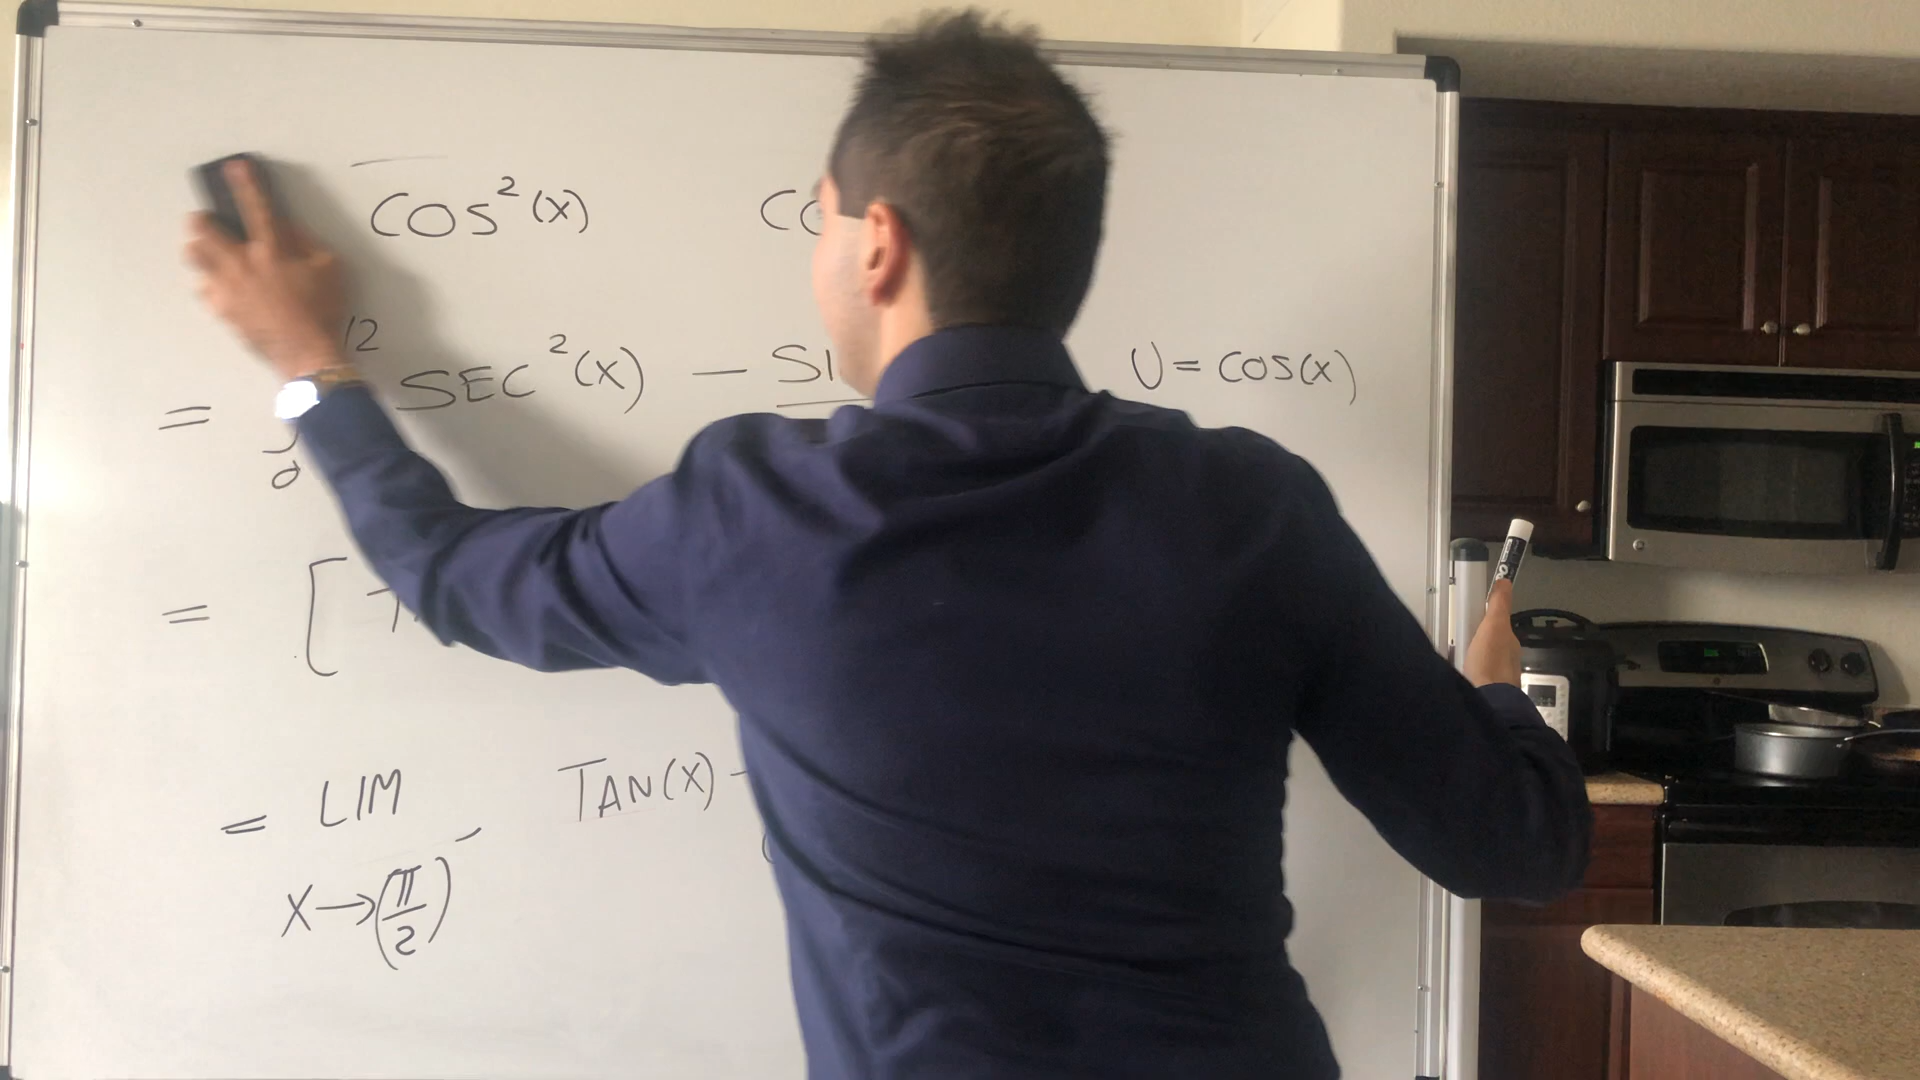 COS²(X) CO
/2
= ∫ SEC²(X) - SI U = COS(X)
0
= [ T
= LIM TAN(X) -
X→(π/2)⁻